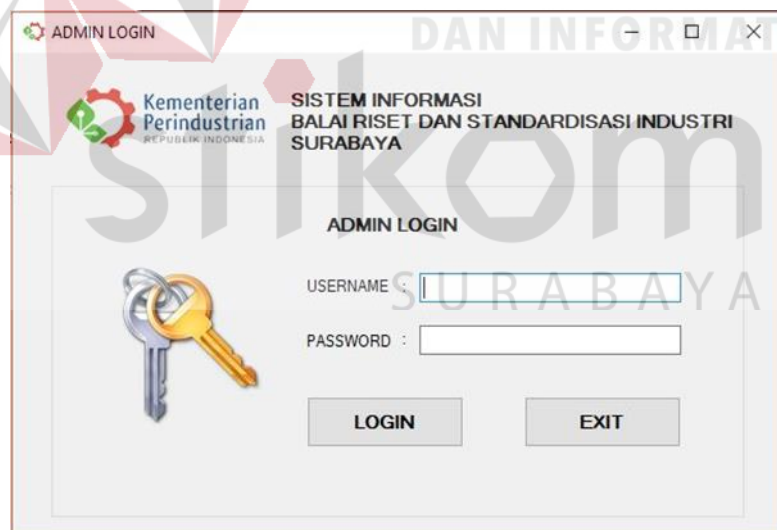 ADMIN LOGIN
DAN INFORMAT
Kementerian
Perindustrian
REPUBLIK INDONESIA
SISTEM INFORMASI
BALAI RISET DAN STANDARDISASI INDUSTRI
SURABAYA
stikom
ADMIN LOGIN
USERNAME :
SURABAYA
PASSWORD :
LOGIN
EXIT